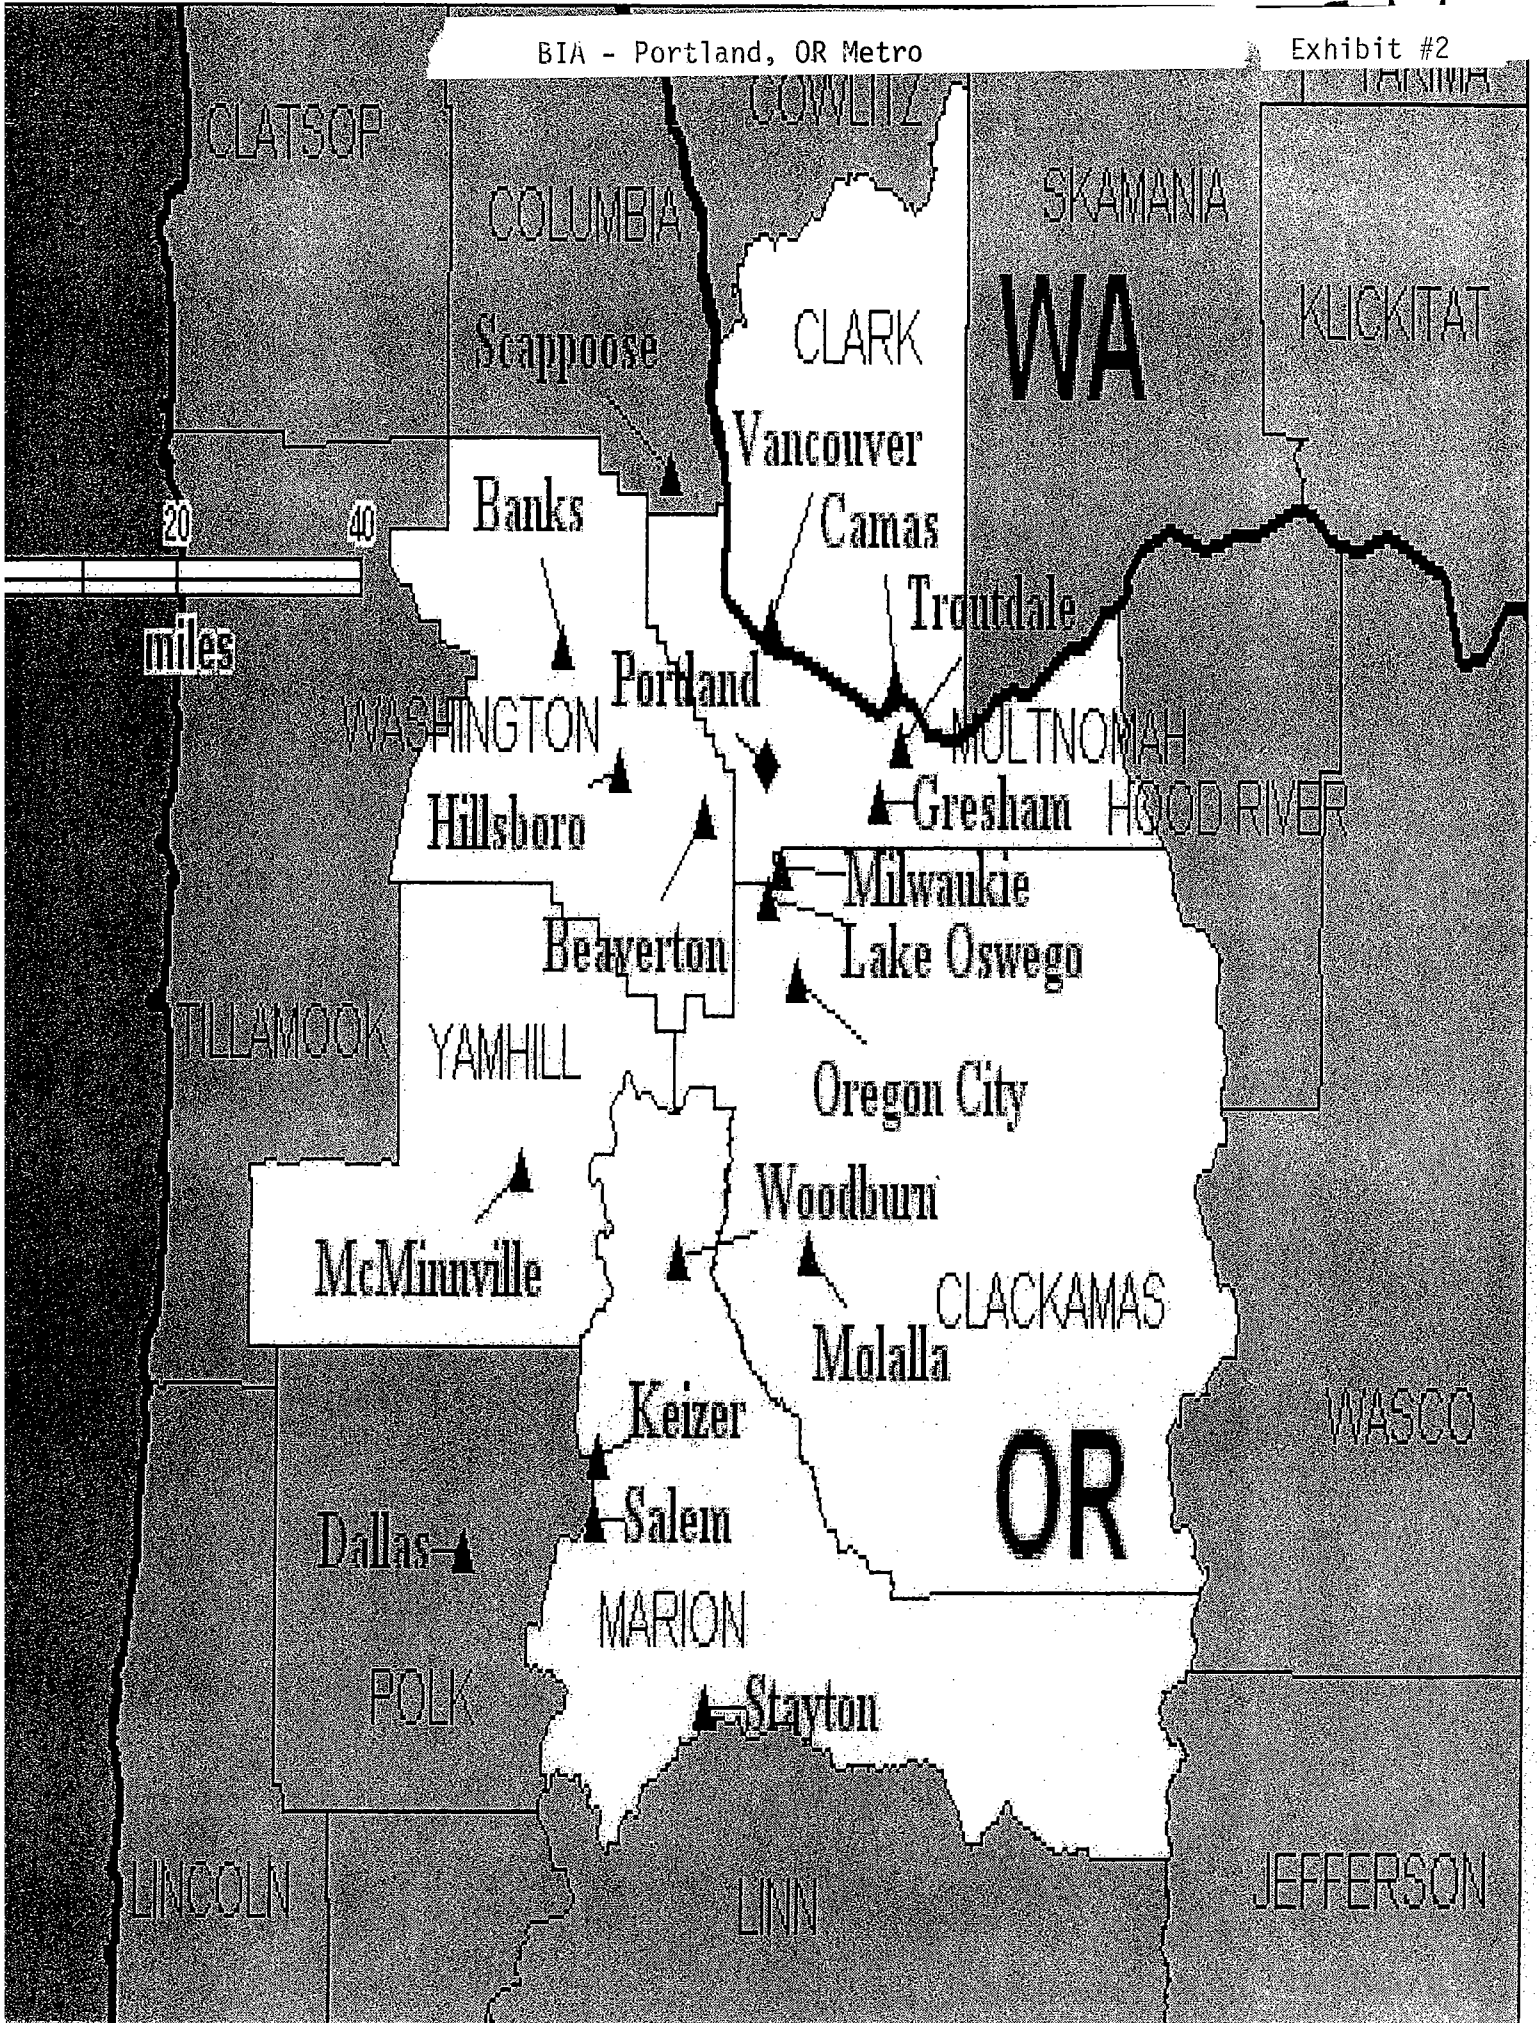 BIA - Portland, OR Metro
Exhibit #2
COWLITZ
YAKIMA
CLATSOP
COLUMBIA
SKAMANIA
WA
KLICKITAT
CLARK
Scappoose
Vancouver
Banks
Camas
20
40
miles
Troutdale
Portland
WASHINGTON
MULTNOMAH
Hillsboro
Gresham
HOOD RIVER
Milwaukie
Beaverton
Lake Oswego
TILLAMOOK
YAMHILL
Oregon City
Woodburn
McMinnville
CLACKAMAS
Molalla
Keizer
WASCO
OR
Salem
Dallas
MARION
POLK
Stayton
LINCOLN
LINN
JEFFERSON